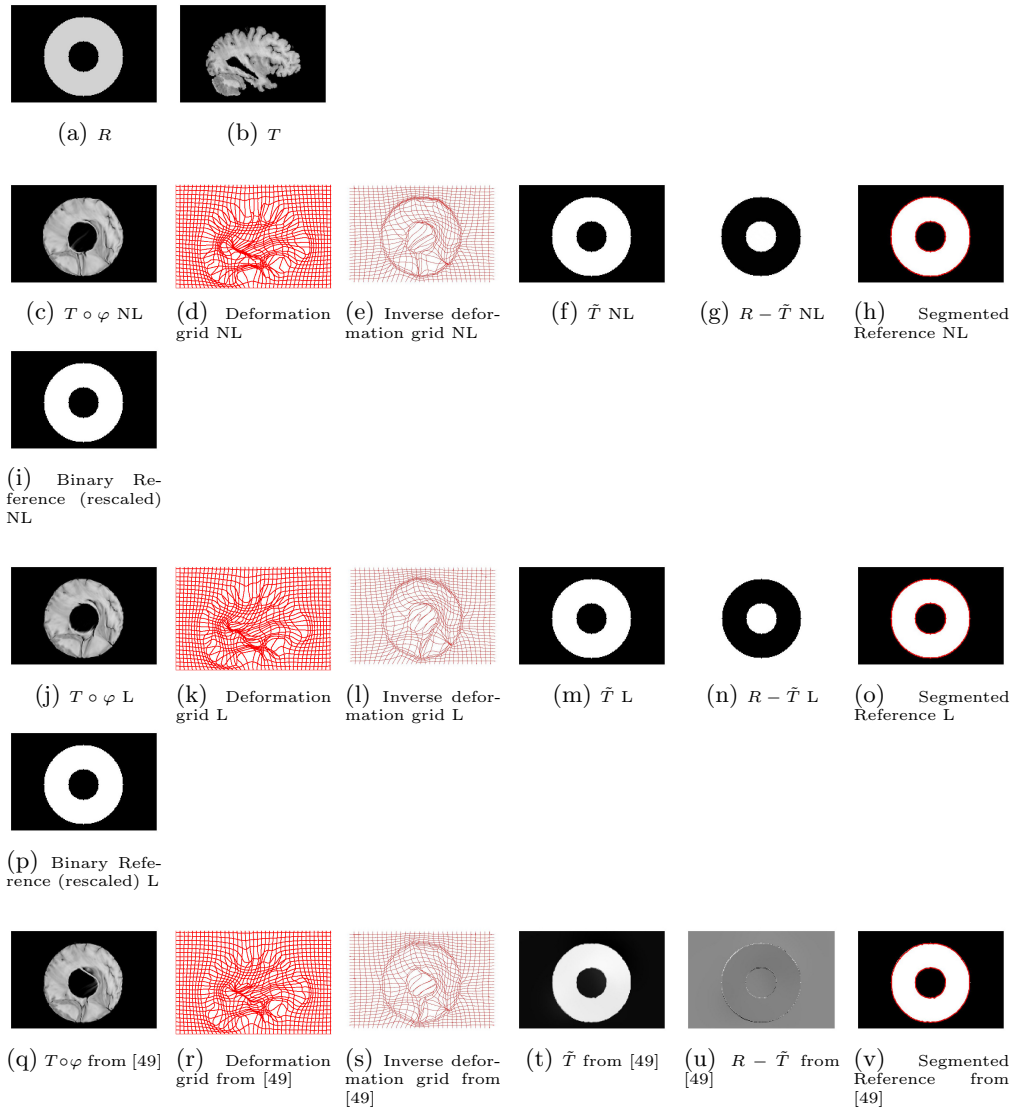 (a) R
(b) T
(c) T ∘ φ NL
(d) Deformation
grid NL
(e) Inverse defor-
mation grid NL
(f) T̃ NL
(g) R − T̃ NL
(h) Segmented
Reference NL
(i) Binary Re-
ference (rescaled)
NL
(j) T ∘ φ L
(k) Deformation
grid L
(l) Inverse defor-
mation grid L
(m) T̃ L
(n) R − T̃ L
(o) Segmented
Reference L
(p) Binary Refe-
rence (rescaled) L
(q) T∘φ from [49]
(r) Deformation
grid from [49]
(s) Inverse defor-
mation grid from
[49]
(t) T̃ from [49]
(u) R − T̃ from
[49]
(v) Segmented
Reference from
[49]